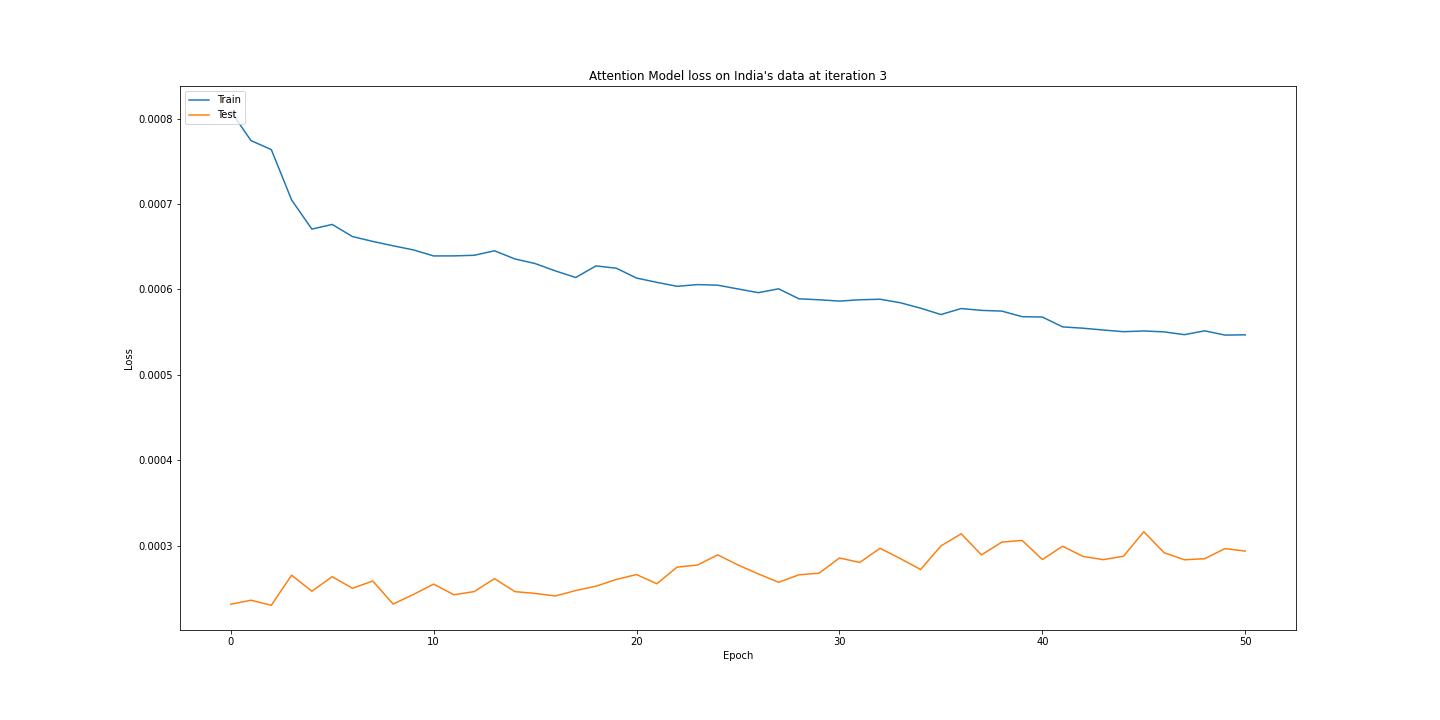 Attention Model loss on India's data at iteration 3
Train
Test
0.0008
0.0007
0.0006
0.0005
0.0004
0.0003
Loss
0
10
20
30
40
50
Epoch